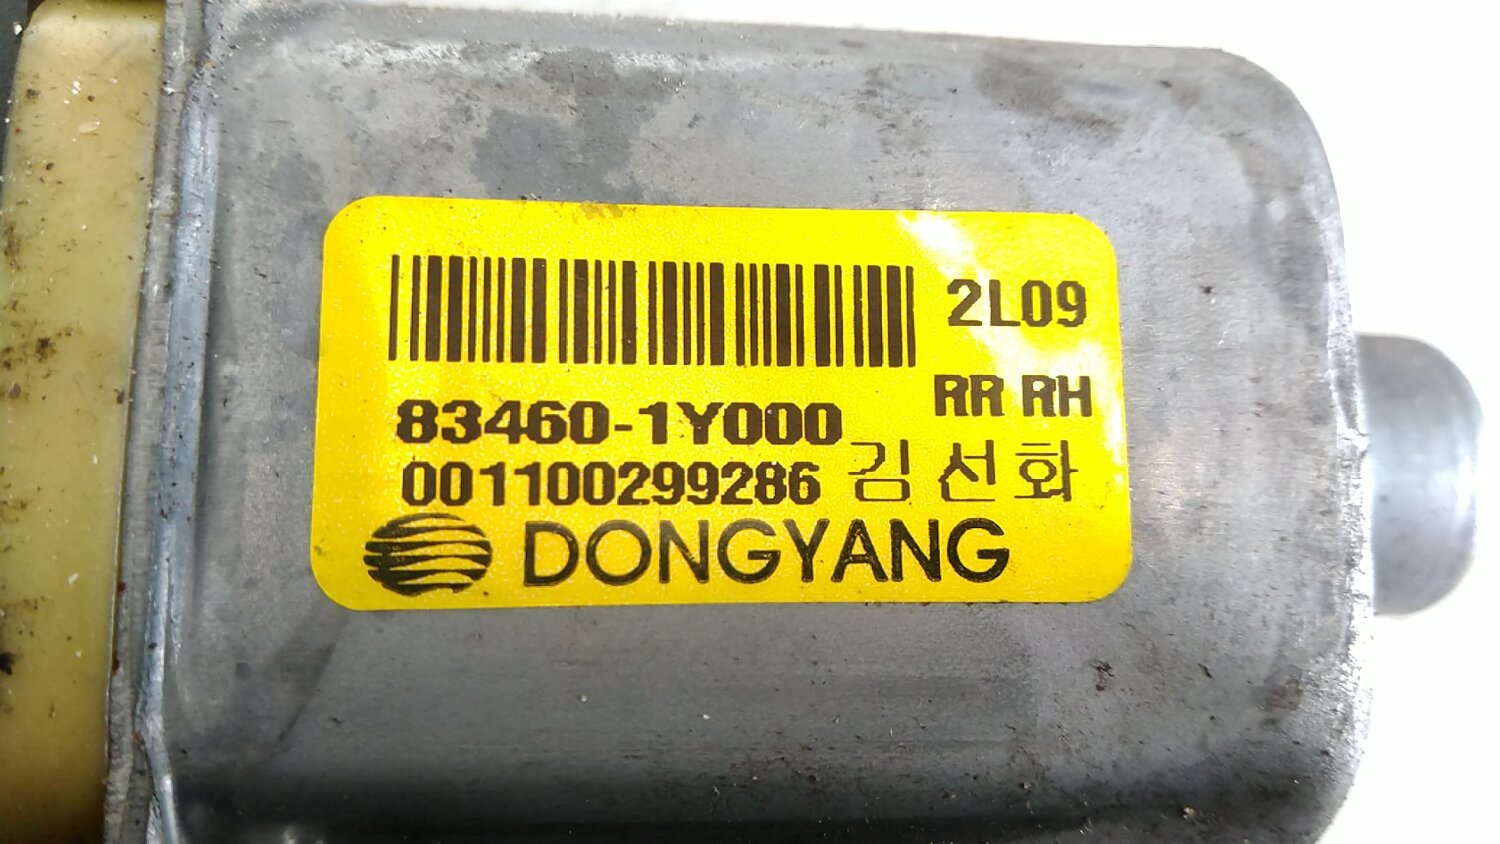 2L09
RR RH
83460-1Y000
001100299286 김선화
DONGYANG